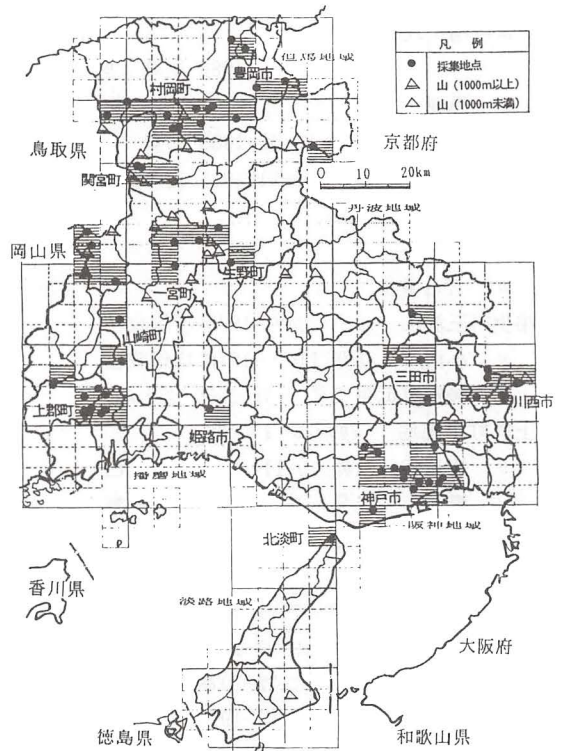 凡 例
● 採集地点
山 (1000m以上)
△ 山 (1000m未満)
但馬地域
豊岡市
村岡町
鳥取県
京都府
関宮町
0 10 20km
丹波地域
岡山県
生野町
一宮町
山崎町
三田市
川西市
上郡町
姫路市
播磨地域
神戸市
阪神地域
北淡町
香川県
淡路地域
大阪府
徳島県
和歌山県